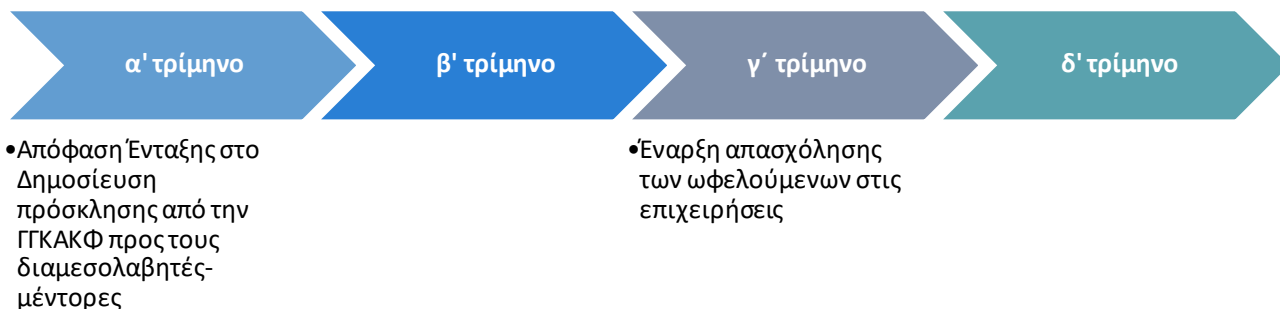 α' τρίμηνο
β' τρίμηνο
γ΄ τρίμηνο
δ' τρίμηνο
•Απόφαση Ένταξης στο
Δημοσίευση
πρόσκλησης από την
ΓΓΚΑΚΦ προς τους
διαμεσολαβητές-
μέντορες
•Έναρξη απασχόλησης
των ωφελούμενων στις
επιχειρήσεις